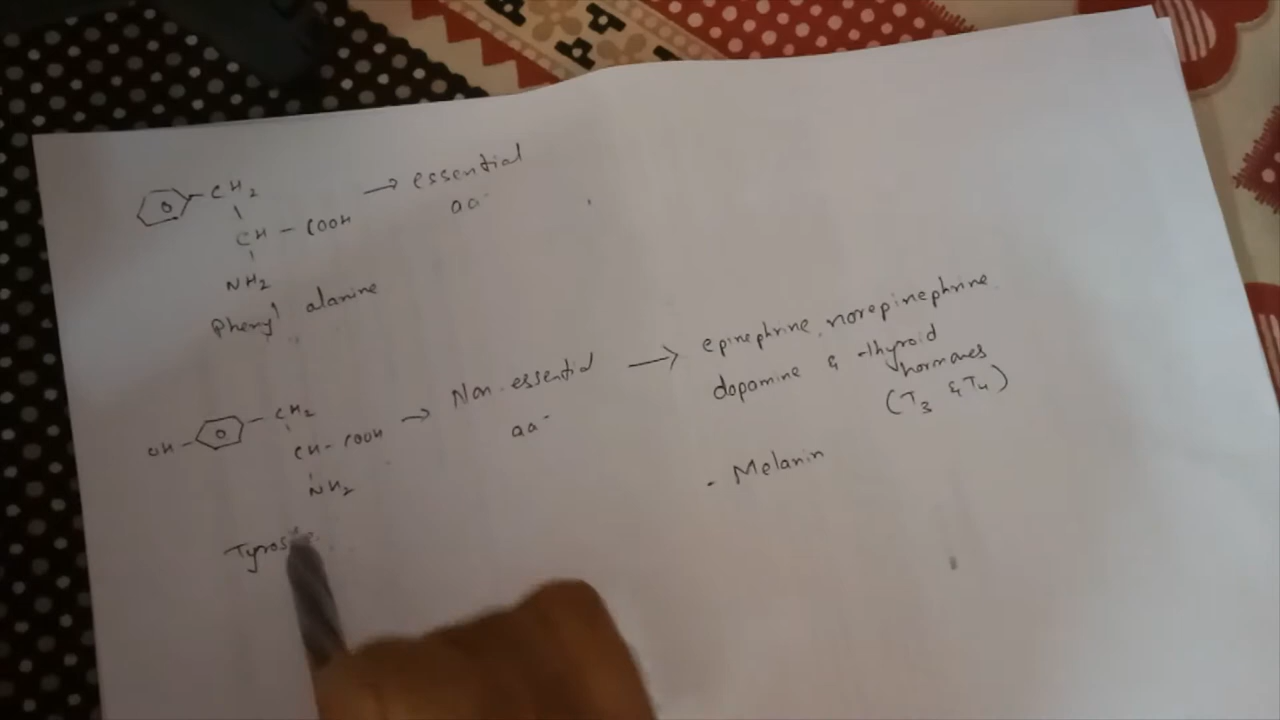 CH2 → essential
aa-
CH - COOH
NH2
Phenyl alanine
OH CH2
CH - COOH → Non-essential → epinephrine, norepinephrine
aa- dopamine & thyroid
hormones
(T3 & T4)
NH2
- Melanin